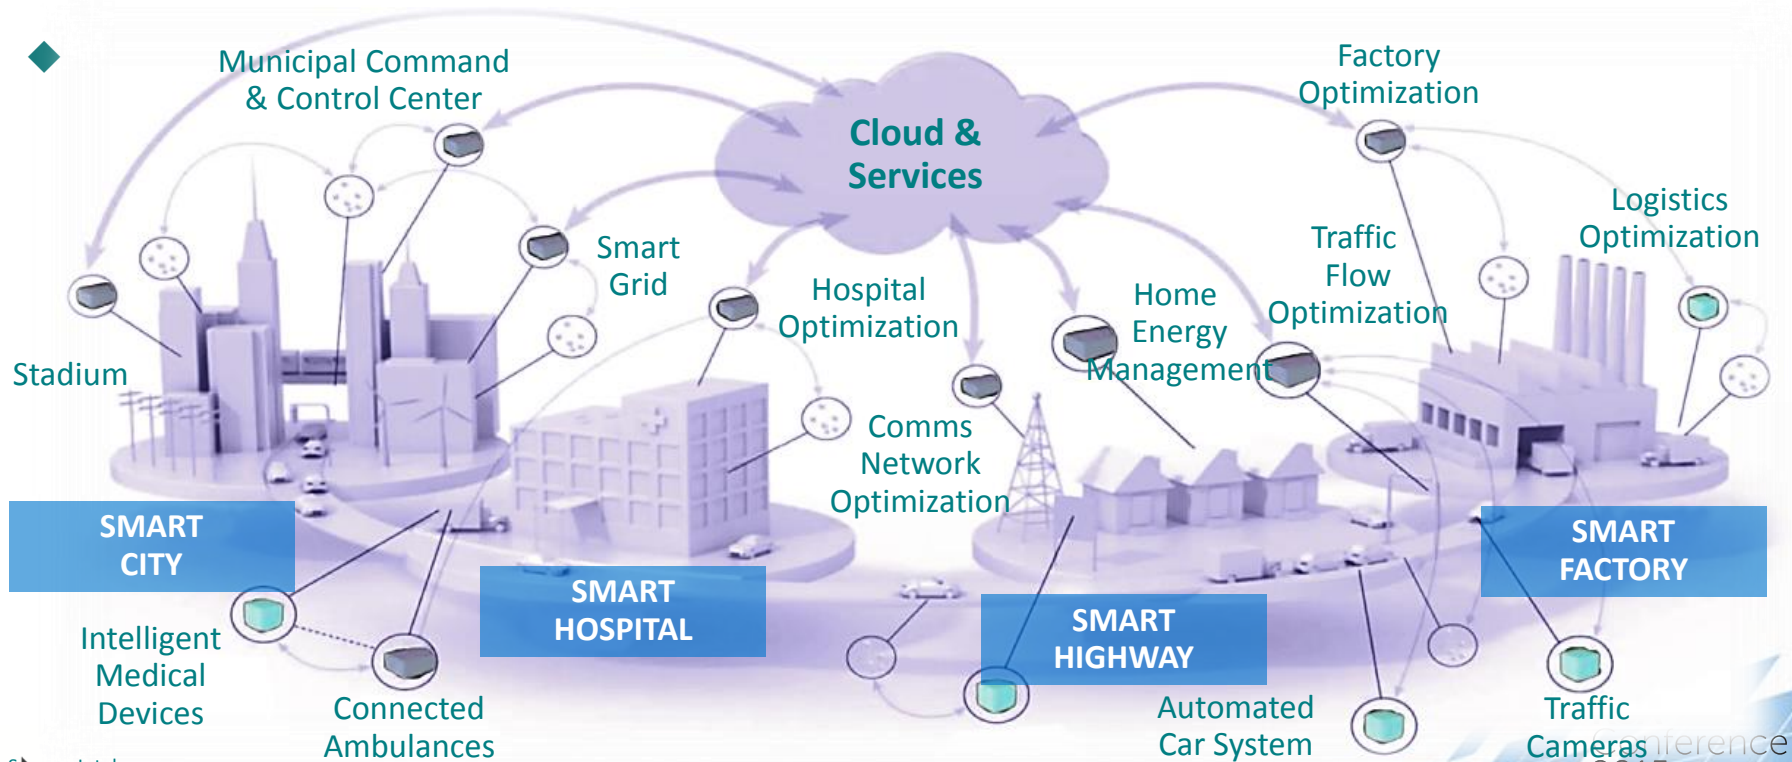 Municipal Command
& Control Center
Factory
Optimization
Cloud &
Services
Logistics
Optimization
Smart
Grid
Traffic
Flow
Optimization
Hospital
Optimization
Home
Energy
Management
Stadium
Comms
Network
Optimization
SMART
CITY
SMART
HOSPITAL
SMART
HIGHWAY
SMART
FACTORY
Intelligent
Medical
Devices
Connected
Ambulances
Automated
Car System
Traffic
Cameras
Conference